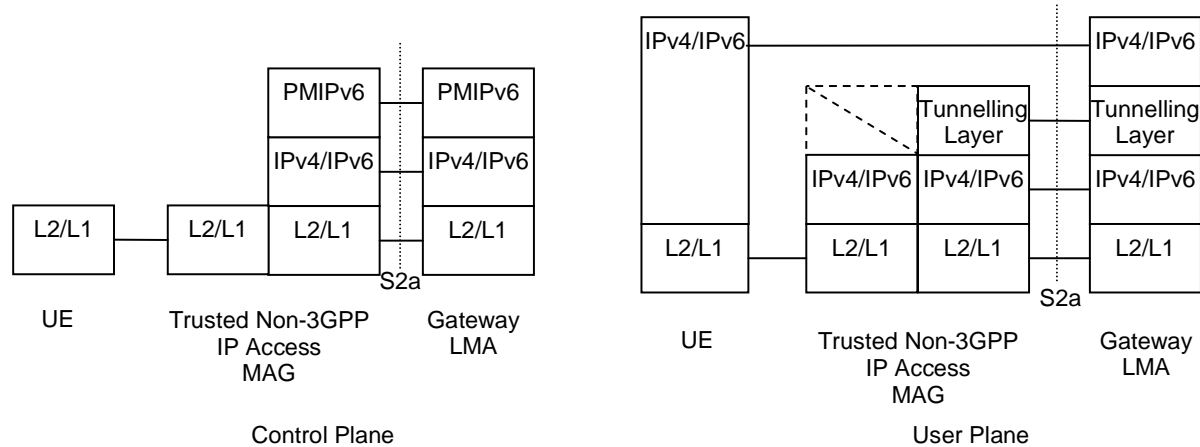 PMIPv6 PMIPv6
IPv4/IPv6 IPv4/IPv6
L2/L1 L2/L1 L2/L1 L2/L1
S2a
UE
Trusted Non-3GPP
IP Access
MAG
Gateway
LMA
Control Plane
IPv4/IPv6 IPv4/IPv6
Tunnelling
Layer
Tunnelling
Layer
IPv4/IPv6 IPv4/IPv6 IPv4/IPv6
L2/L1 L2/L1 L2/L1 L2/L1
S2a
UE
Trusted Non-3GPP
IP Access
MAG
Gateway
LMA
User Plane